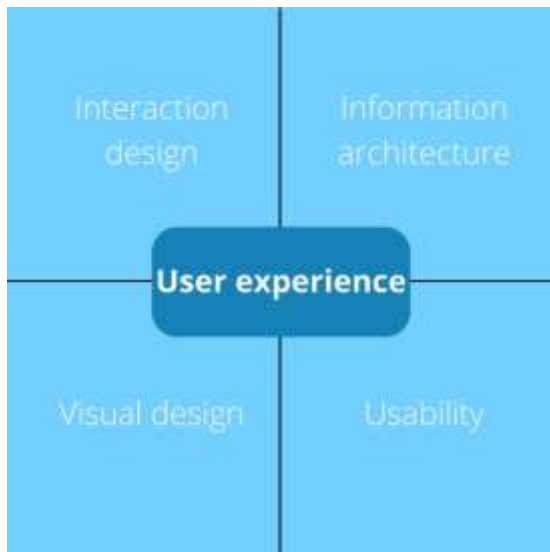 Interaction
design
Information
architecture
User experience
Visual design
Usability